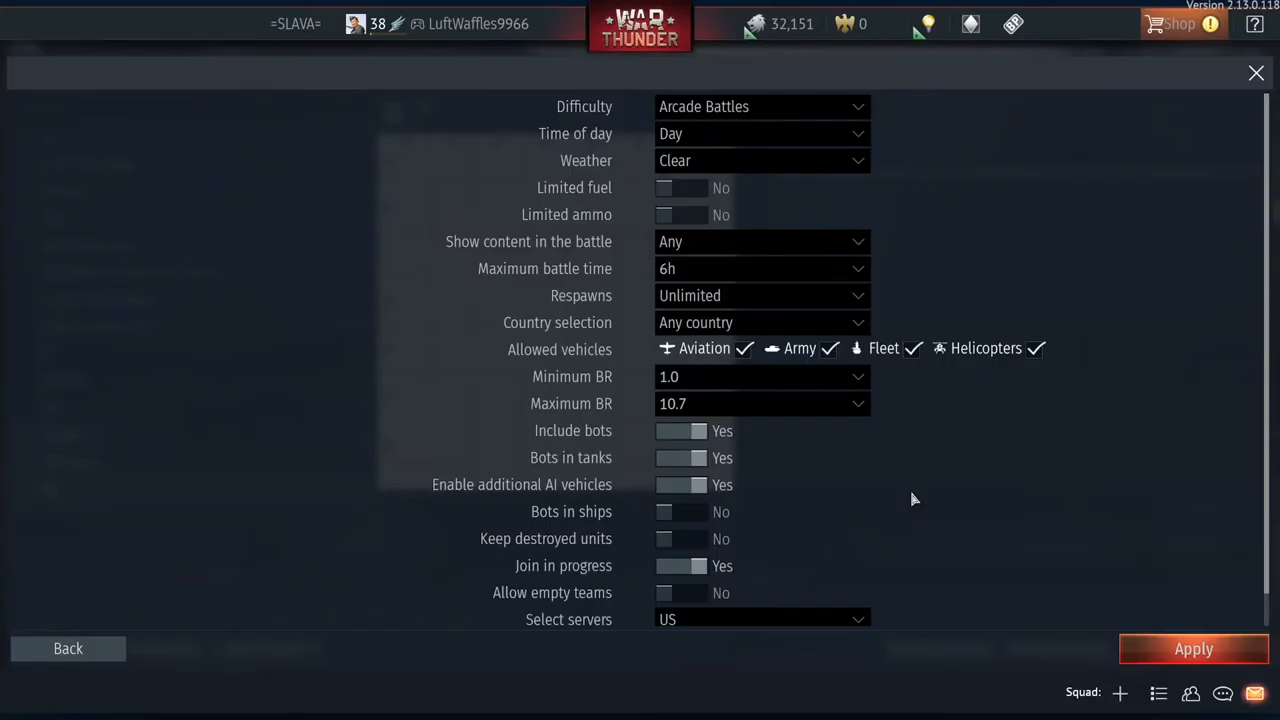 Version 2.13.0.118
=SLAVA= 38 LuftWaffles9966 WAR THUNDER 32,151 0 Shop ! ?
Difficulty Arcade Battles
Time of day Day
Weather Clear
Limited fuel No
Limited ammo No
Show content in the battle Any
Maximum battle time 6h
Respawns Unlimited
Country selection Any country
Allowed vehicles Aviation Army Fleet Helicopters
Minimum BR 1.0
Maximum BR 10.7
Include bots Yes
Bots in tanks Yes
Enable additional AI vehicles Yes
Bots in ships No
Keep destroyed units No
Join in progress Yes
Allow empty teams No
Select servers US
Back Apply
Squad: